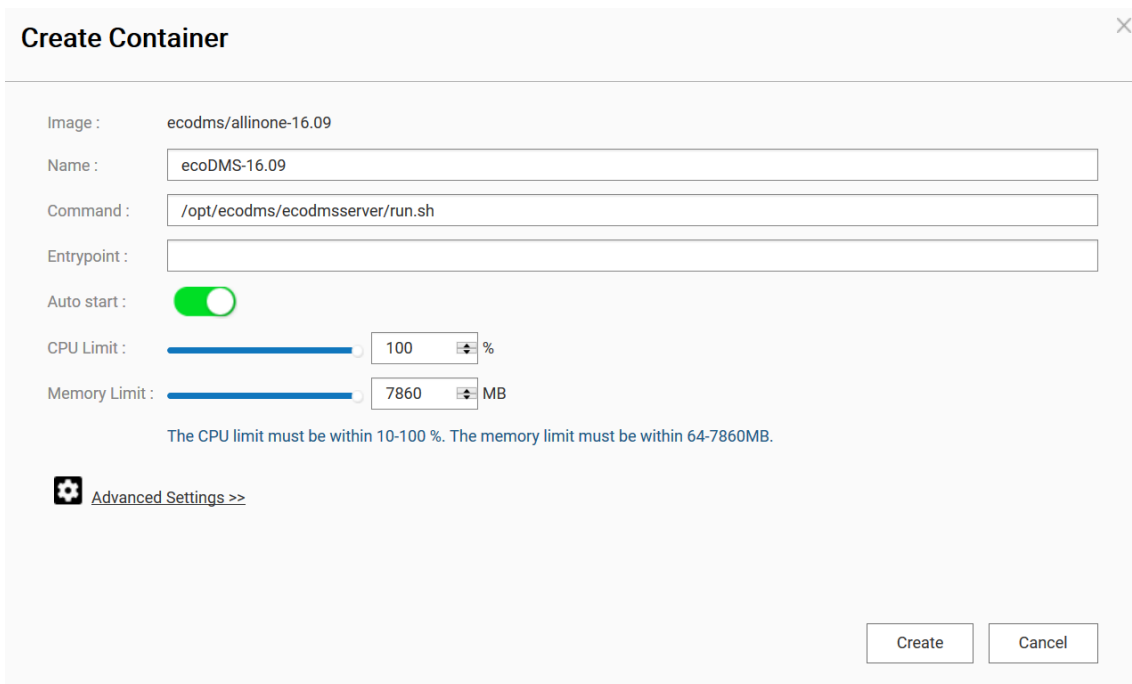 Create Container
Image : ecodms/allinone-16.09
Name : ecoDMS-16.09
Command : /opt/ecodms/ecodmsserver/run.sh
Entrypoint :
Auto start :
CPU Limit : 100 %
Memory Limit : 7860 MB
The CPU limit must be within 10-100 %. The memory limit must be within 64-7860MB.
Advanced Settings >>
Create Cancel